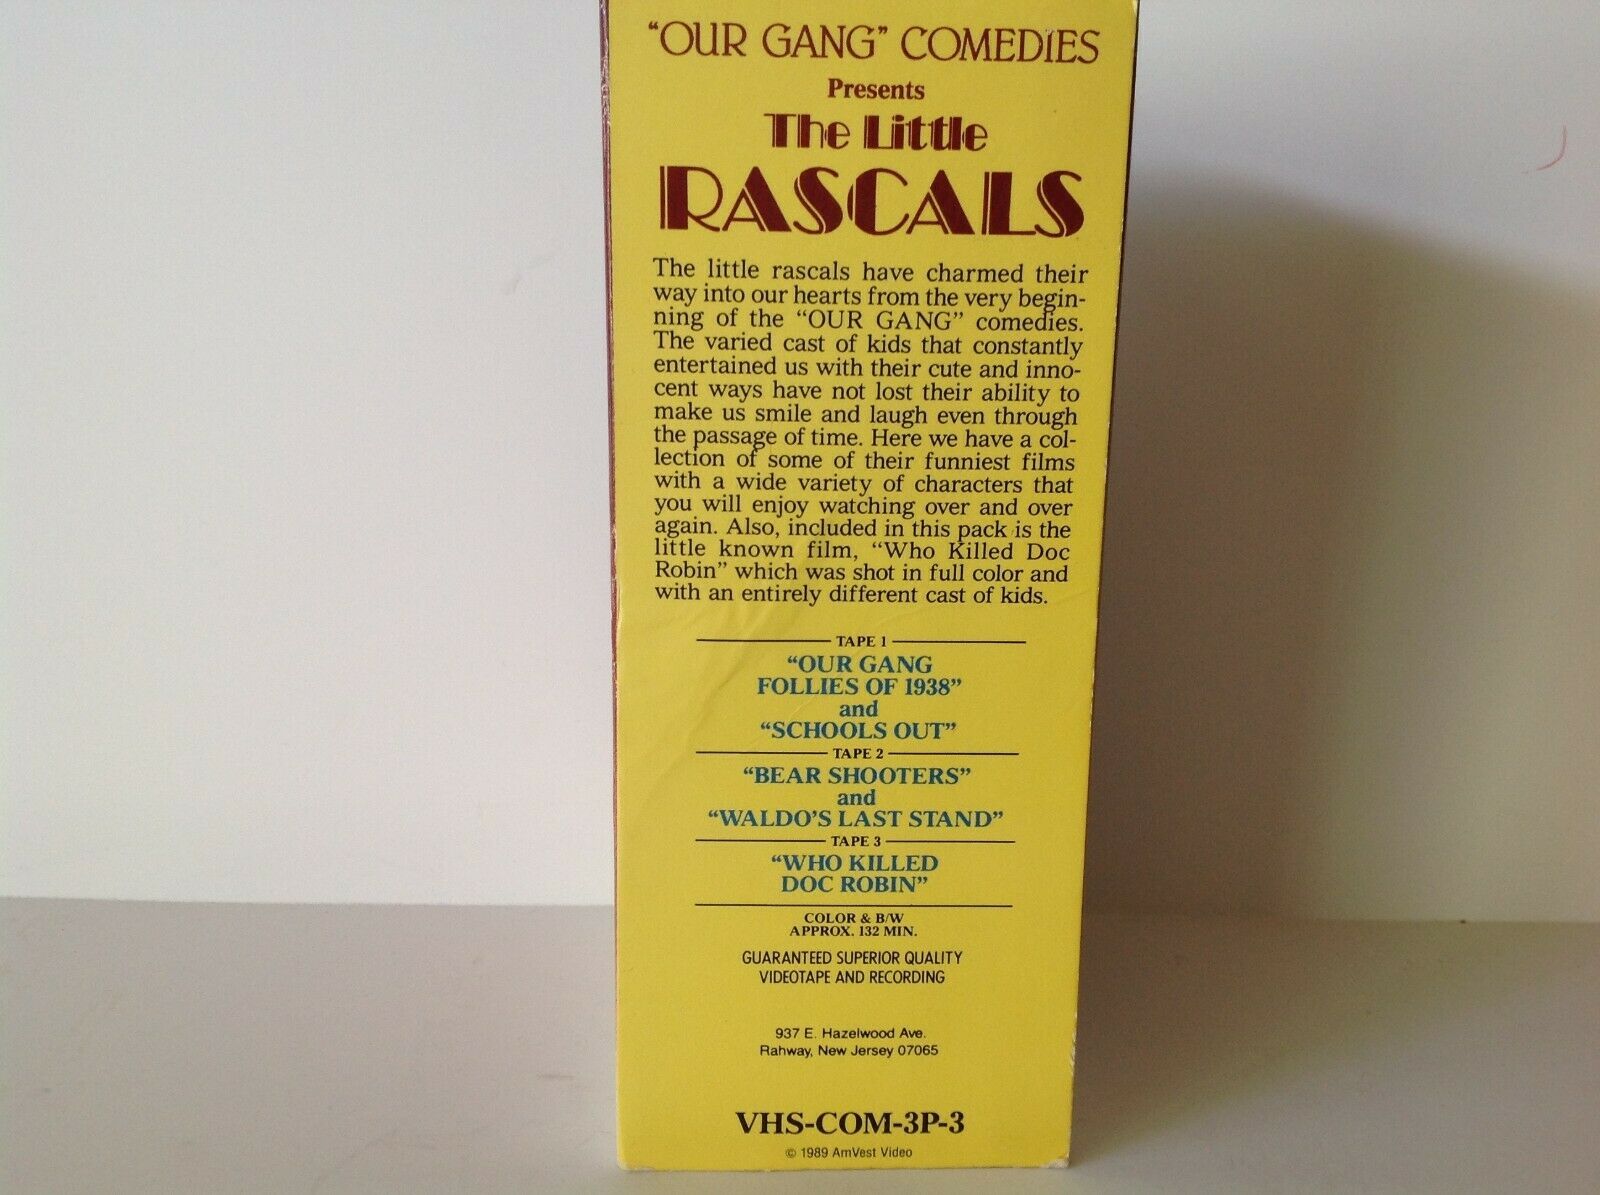 “OUR GANG” COMEDIES
Presents
The Little
RASCALS
The little rascals have charmed their
way into our hearts from the very begin-
ning of the “OUR GANG” comedies.
The varied cast of kids that constantly
entertained us with their cute and inno-
cent ways have not lost their ability to
make us smile and laugh even through
the passage of time. Here we have a col-
lection of some of their funniest films
with a wide variety of characters that
you will enjoy watching over and over
again. Also, included in this pack is the
little known film, “Who Killed Doc
Robin” which was shot in full color and
with an entirely different cast of kids.
TAPE 1
“OUR GANG
FOLLIES OF 1938”
and
“SCHOOLS OUT”
TAPE 2
“BEAR SHOOTERS”
and
“WALDO’S LAST STAND”
TAPE 3
“WHO KILLED
DOC ROBIN”
COLOR & B/W
APPROX. 132 MIN.
GUARANTEED SUPERIOR QUALITY
VIDEOTAPE AND RECORDING
937 E. Hazelwood Ave.
Rahway, New Jersey 07065
VHS-COM-3P-3
© 1989 AmVest Video